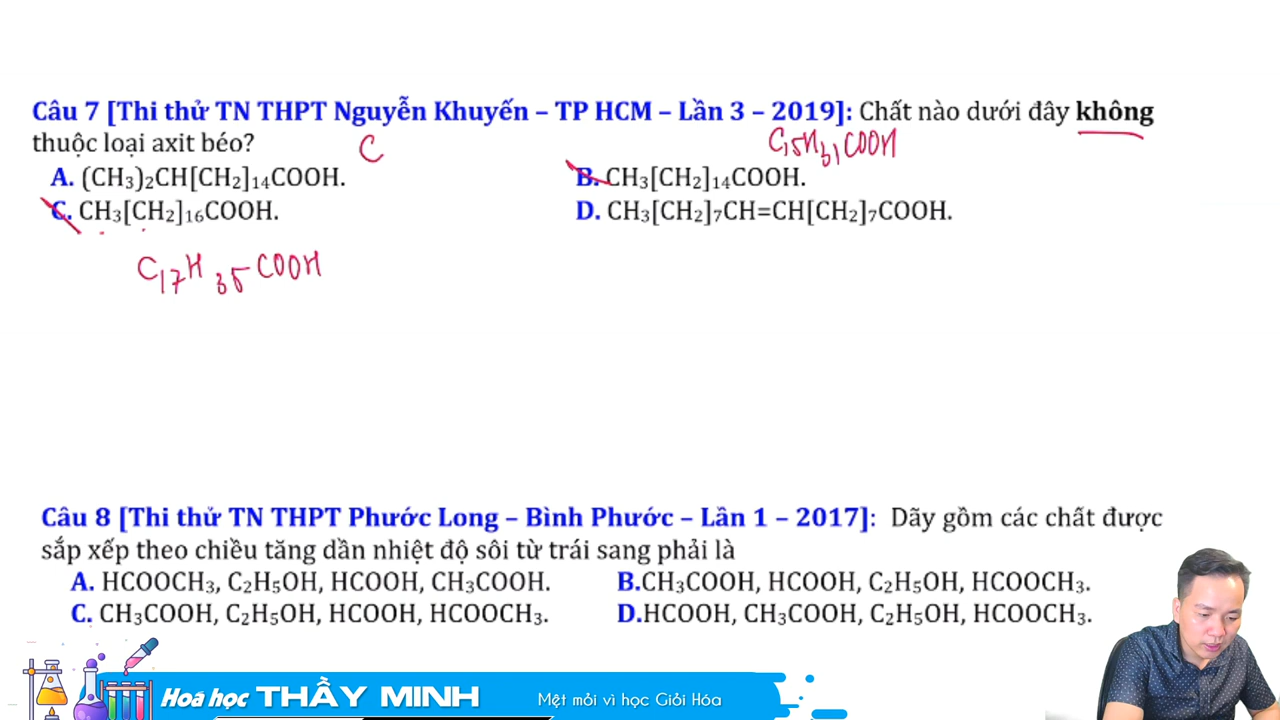 Câu 7 [Thi thử TN THPT Nguyễn Khuyến – TP HCM – Lần 3 – 2019]: Chất nào dưới đây không
thuộc loại axit béo?
C
C₁₅H₃₁COOH
A. (CH₃)₂CH[CH₂]₁₄COOH.
B. CH₃[CH₂]₁₄COOH.
C. CH₃[CH₂]₁₆COOH.
D. CH₃[CH₂]₇CH=CH[CH₂]₇COOH.
C₁₇H₃₅COOH
Câu 8 [Thi thử TN THPT Phước Long – Bình Phước – Lần 1 – 2017]: Dãy gồm các chất được
sắp xếp theo chiều tăng dần nhiệt độ sôi từ trái sang phải là
A. HCOOCH₃, C₂H₅OH, HCOOH, CH₃COOH.
B.CH₃COOH, HCOOH, C₂H₅OH, HCOOCH₃.
C. CH₃COOH, C₂H₅OH, HCOOH, HCOOCH₃.
D.HCOOH, CH₃COOH, C₂H₅OH, HCOOCH₃.
Hoá học THẦY MINH
Mệt mỏi vì học Giỏi Hóa